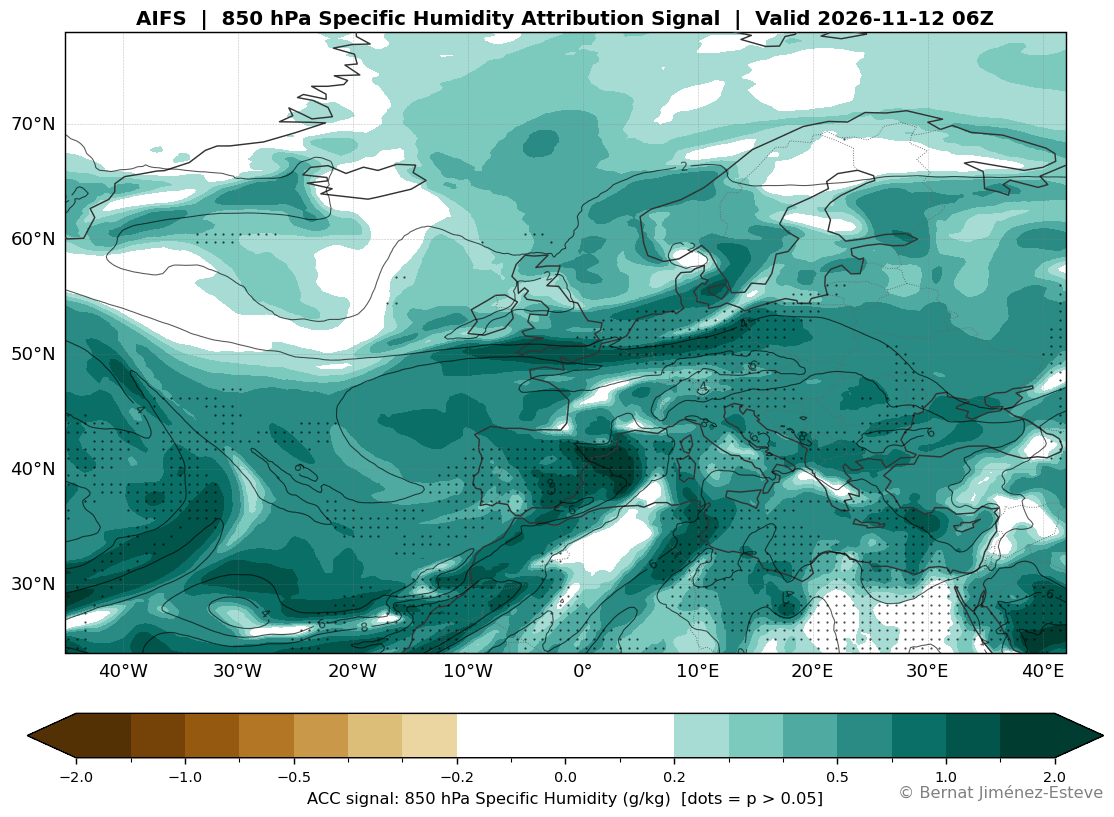 AIFS  |  850 hPa Specific Humidity Attribution Signal  |  Valid 2026-11-12 06Z
70°N
60°N
50°N
40°N
30°N
40°W
30°W
20°W
10°W
0°
10°E
20°E
30°E
40°E
−2.0
−1.0
−0.5
−0.2
0.0
0.2
0.5
1.0
2.0
ACC signal: 850 hPa Specific Humidity (g/kg)  [dots = p > 0.05]
© Bernat Jiménez-Esteve